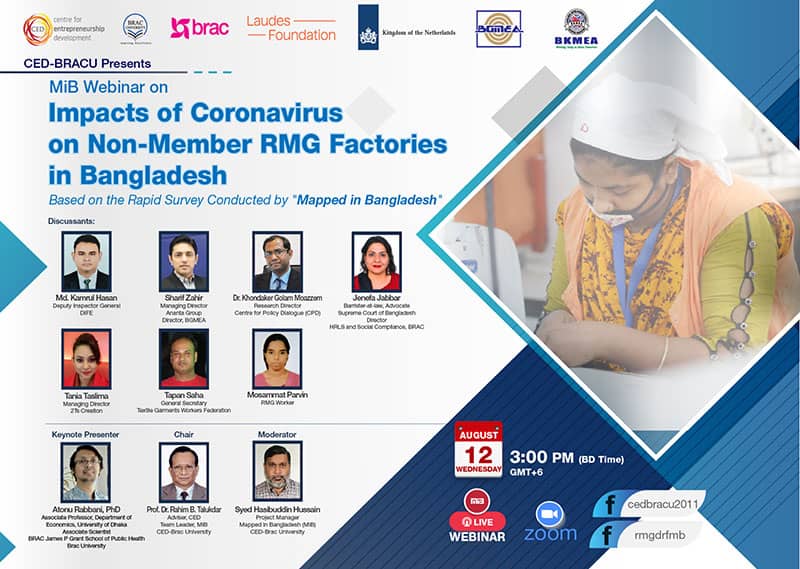 CED
centre for
entrepreneurship
development
BRAC
UNIVERSITY
brac
Laudes
Foundation
Kingdom of the Netherlands
BGMEA
BKMEA
CED-BRACU Presents
MiB Webinar on
Impacts of Coronavirus
on Non-Member RMG Factories
in Bangladesh
Based on the Rapid Survey Conducted by "Mapped in Bangladesh"
Discussants:
Md. Kamrul Hasan
Deputy Inspector General
DIFE
Sharif Zahir
Managing Director
Ananta Group
Director, BGMEA
Dr. Khondaker Golam Moazzem
Research Director
Centre for Policy Dialogue (CPD)
Jenefa Jabbar
Barrister-at-law, Advocate
Supreme Court of Bangladesh
Director
HRLS and Social Compliance, BRAC
Tania Taslima
Managing Director
ZTs Creation
Tapan Saha
General Secretary
Textile Garments Workers Federation
Mosammat Parvin
RMG Worker
Keynote Presenter
Atonu Rabbani, PhD
Associate Professor, Department of
Economics, University of Dhaka
Associate Scientist
BRAC James P Grant School of Public Health
Brac University
Chair
Prof. Dr. Rahim B. Talukdar
Adviser, CED
Team Leader, MiB
CED-Brac University
Moderator
Syed Hasibuddin Hussain
Project Manager
Mapped in Bangladesh (MiB)
CED-Brac University
AUGUST
12
WEDNESDAY
3:00 PM (BD Time)
GMT+6
LIVE
WEBINAR
zoom
f cedbracu2011
f rmgdrfmb